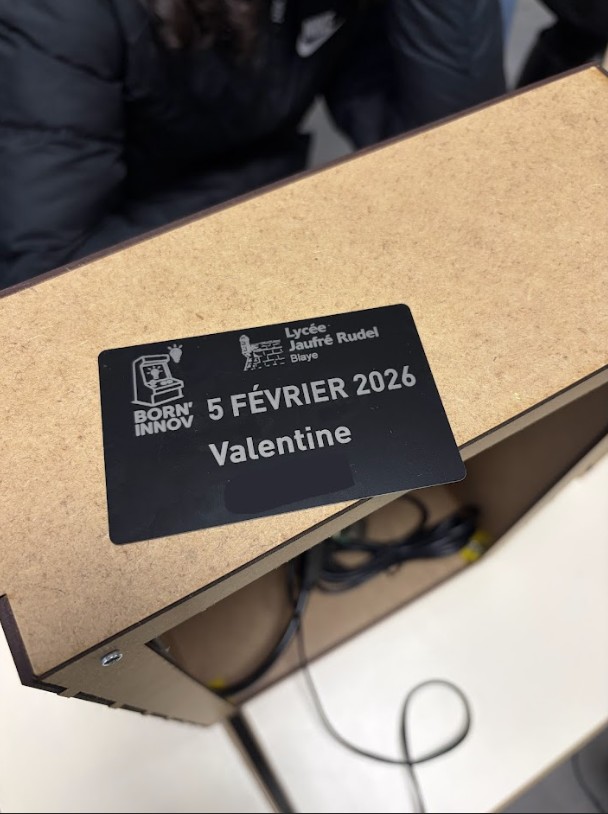 Lycée
Jaufré Rudel
Blaye
BORN'
INNOV
5 FÉVRIER 2026
Valentine